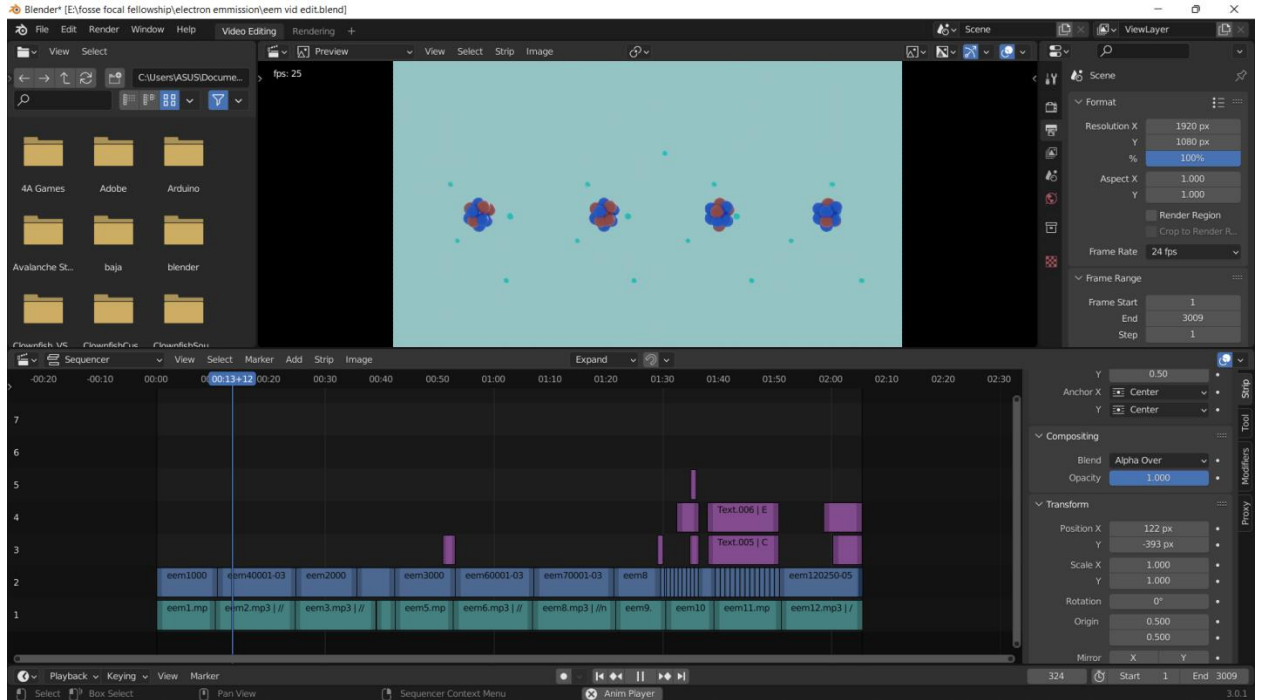 Blender* [E:\fosse focal fellowship\electron emmission\eem vid edit.blend]
File Edit Render Window Help Video Editing Rendering + Scene ViewLayer
View Select Preview View Select Strip Image
C:\Users\ASUS\Docume...
fps: 25
Scene
Format
Resolution X 1920 px
Y 1080 px
% 100%
Aspect X 1.000
Y 1.000
Render Region
Crop to Render R...
Frame Rate 24 fps
Frame Range
Frame Start 1
End 3009
Step 1
4A Games Adobe Arduino
Avalanche St... baja blender
Clownfish_VS ClownfishCus ClownfishSou
Sequencer View Select Marker Add Strip Image Expand
-00:20 -00:10 00:00 00:13+12 00:20 00:30 00:40 00:50 01:00 01:10 01:20 01:30 01:40 01:50 02:00 02:10 02:20 02:30
7
6
5
4 Text.006 | E
3 Text.005 | C
2 eem1000 eem40001-03 eem2000 eem3000 eem60001-03 eem70001-03 eem8 eem120250-05
1 eem1.mp eem2.mp3 | // eem3.mp3 | // eem5.mp eem6.mp3 | // eem8.mp3 | //n eem9. eem10 eem11.mp eem12.mp3 | /
Y 0.50
Anchor X Center
Y Center
Compositing
Blend Alpha Over
Opacity 1.000
Transform
Position X 122 px
Y -393 px
Scale X 1.000
Y 1.000
Rotation 0°
Origin 0.500
0.500
Mirror X Y
Strip
Tool
Modifiers
Proxy
Playback Keying View Marker 324 Start 1 End 3009
Select Box Select Pan View Sequencer Context Menu Anim Player 3.0.1